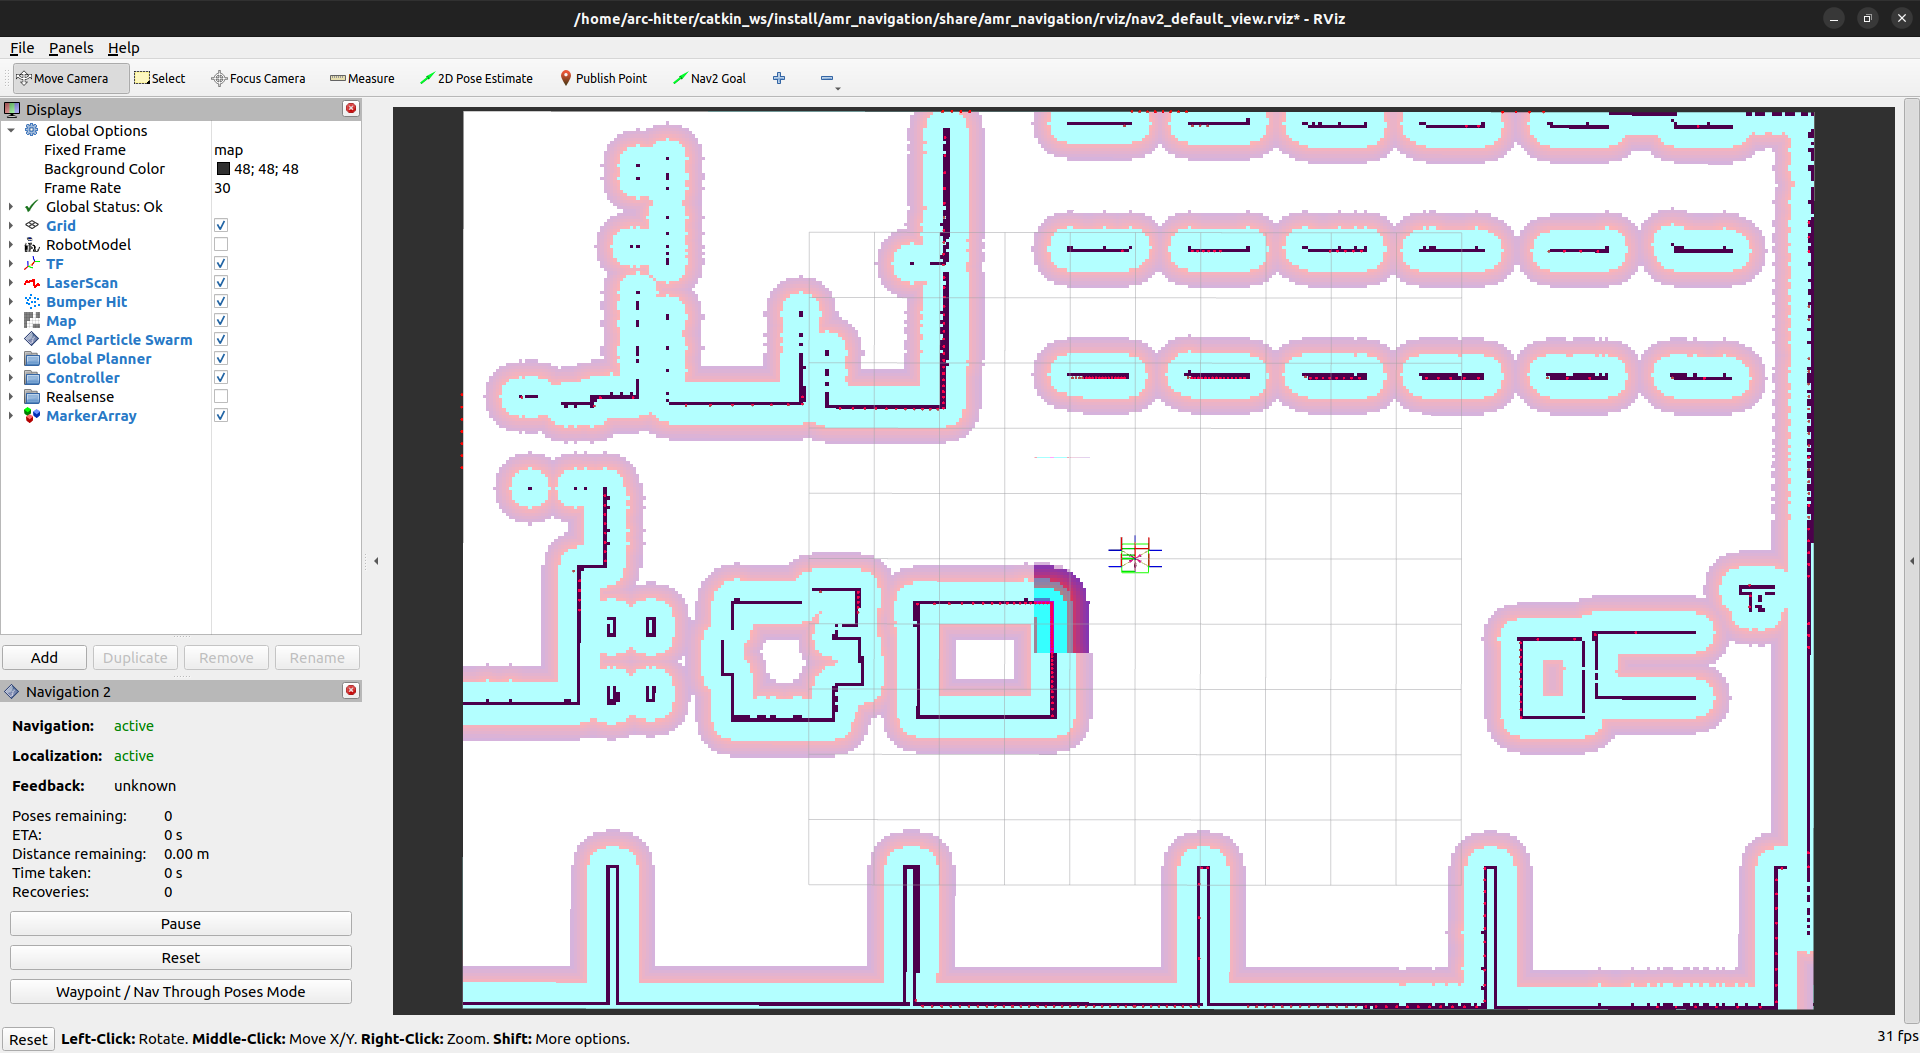 /home/arc-hitter/catkin_ws/install/amr_navigation/share/amr_navigation/rviz/nav2_default_view.rviz* - RViz
File Panels Help
Move Camera Select Focus Camera Measure 2D Pose Estimate Publish Point Nav2 Goal
Displays
Global Options
Fixed Frame map
Background Color 48; 48; 48
Frame Rate 30
Global Status: Ok
Grid
RobotModel
TF
LaserScan
Bumper Hit
Map
Amcl Particle Swarm
Global Planner
Controller
Realsense
MarkerArray
Add Duplicate Remove Rename
Navigation 2
Navigation: active
Localization: active
Feedback: unknown
Poses remaining: 0
ETA: 0 s
Distance remaining: 0.00 m
Time taken: 0 s
Recoveries: 0
Pause
Reset
Waypoint / Nav Through Poses Mode
Reset Left-Click: Rotate. Middle-Click: Move X/Y. Right-Click: Zoom. Shift: More options. 31 fps